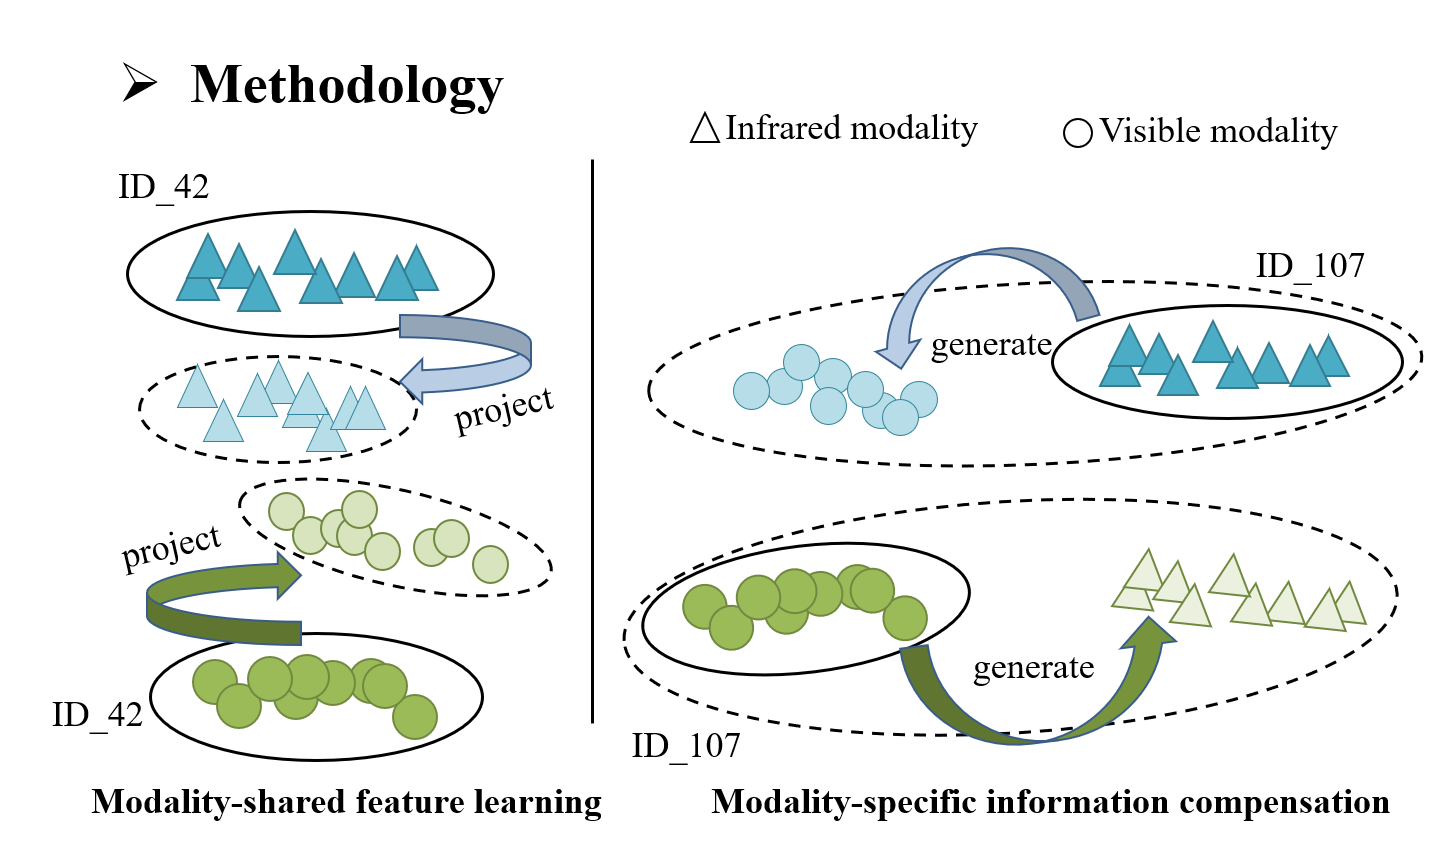 Methodology
Infrared modality
Visible modality
ID_42
project
project
ID_42
Modality-shared feature learning
ID_107
generate
generate
ID_107
Modality-specific information compensation